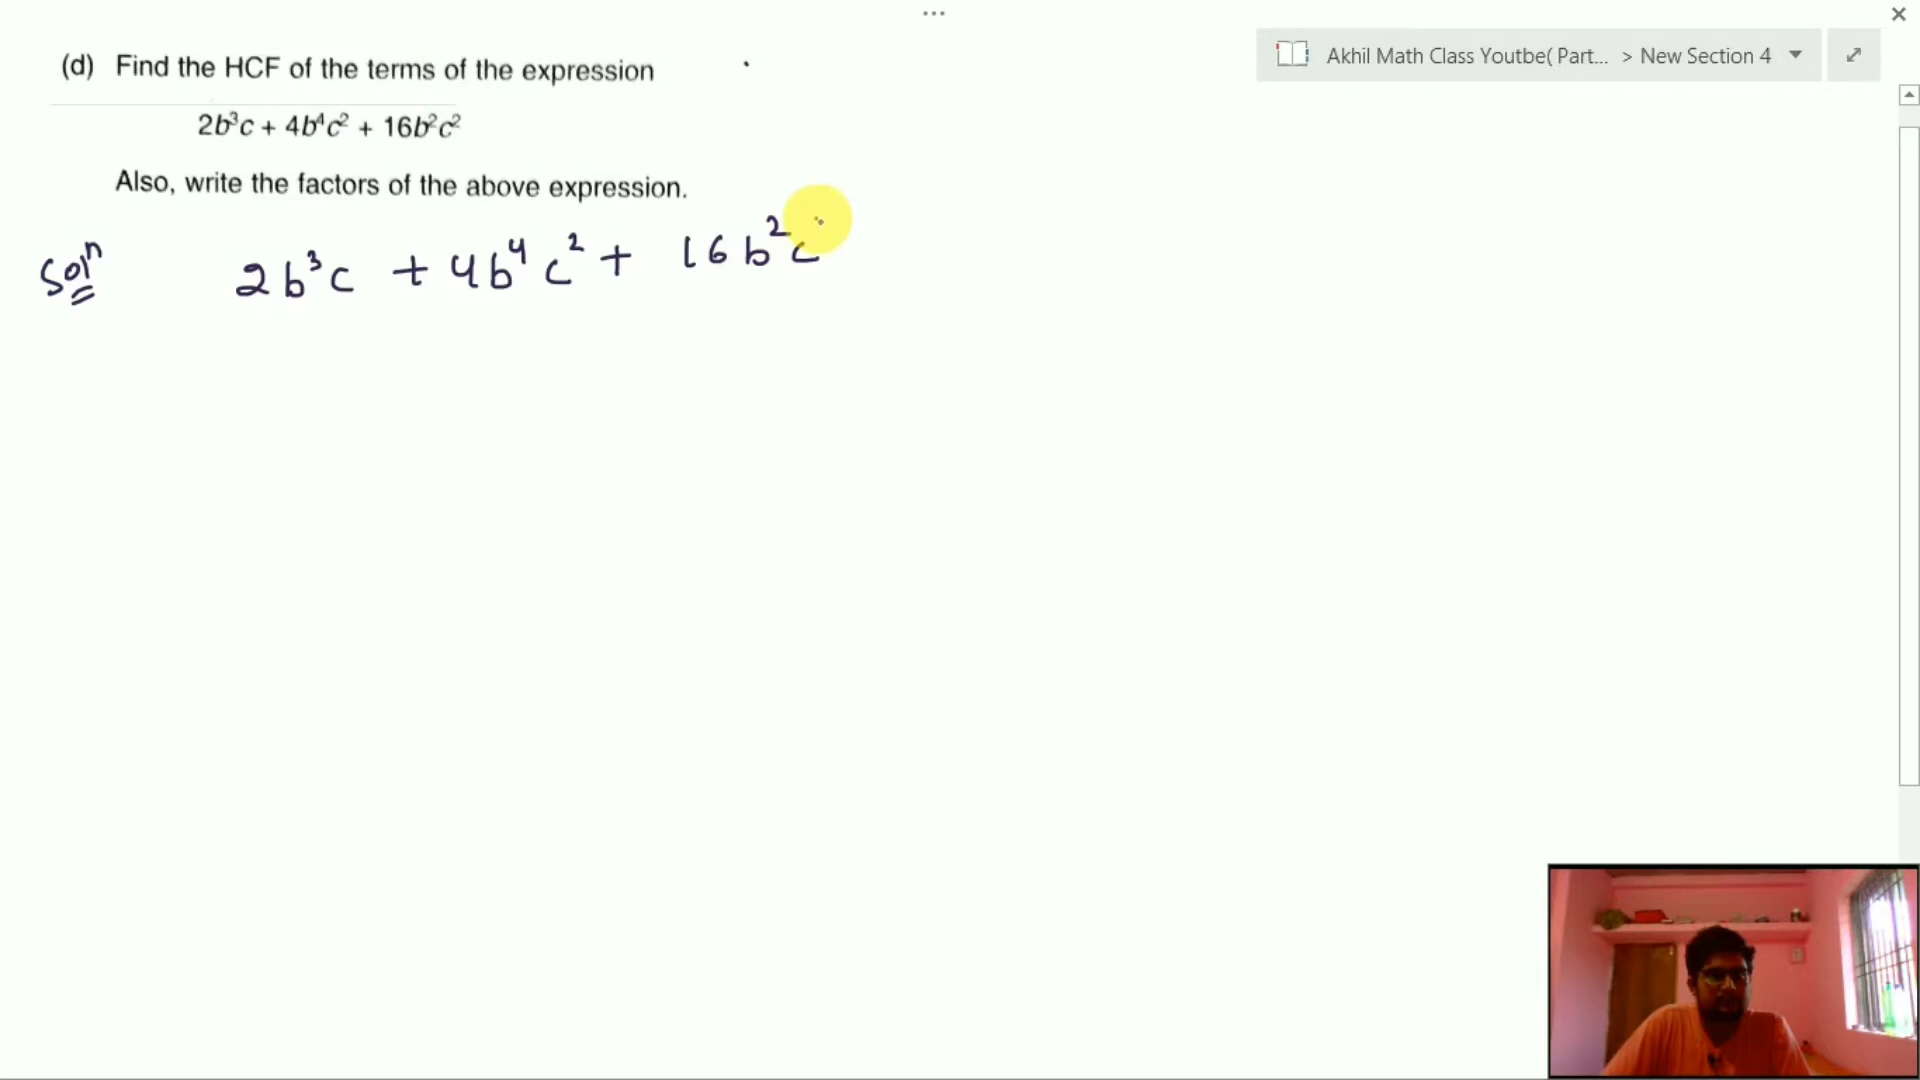 Akhil Math Class Youtbe( Part... > New Section 4
(d) Find the HCF of the terms of the expression
2b³c + 4b⁴c² + 16b²c²
Also, write the factors of the above expression.
Solⁿ 2b³c + 4b⁴c² + 16b²c